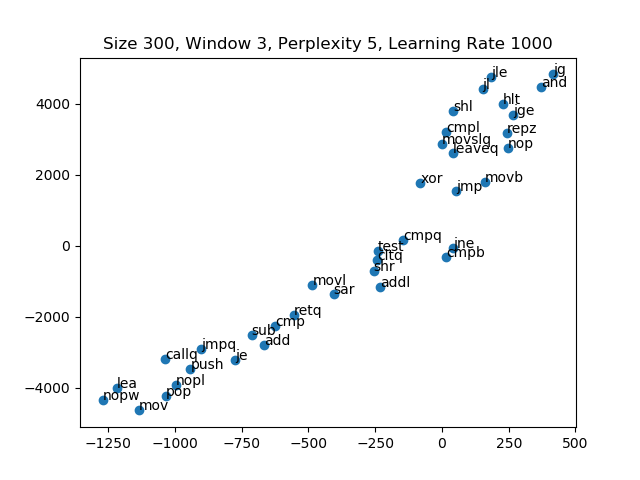 Size 300, Window 3, Perplexity 5, Learning Rate 1000
jg
jle
and
jl
4000
hlt
shl
jge
cmpl
repz
movslq
nop
leaveq
2000
xor
movb
jmp
cmpq
0
test
jne
cltq
cmpb
shr
movl
addl
sar
−2000
retq
cmp
sub
add
jmpq
callq
je
push
−4000
lea
nopl
nopw
pop
mov
−1250 −1000 −750 −500 −250 0 250 500